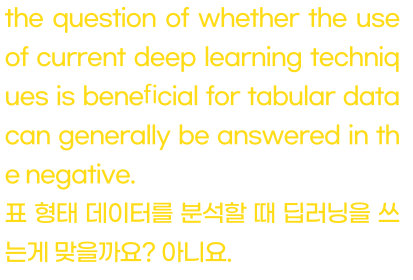 the question of whether the use
of current deep learning techniq
ues is beneficial for tabular data
can generally be answered in th
e negative.
표 형태 데이터를 분석할 때 딥러닝을 쓰
는게 맞을까요? 아니요.